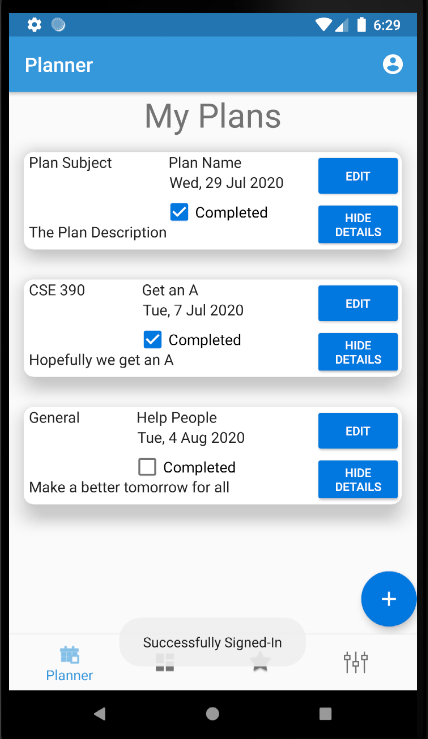 6:29
Planner
My Plans
Plan Subject Plan Name EDIT
Wed, 29 Jul 2020
Completed HIDE
DETAILS
The Plan Description
CSE 390 Get an A EDIT
Tue, 7 Jul 2020
Completed HIDE
DETAILS
Hopefully we get an A
General Help People EDIT
Tue, 4 Aug 2020
Completed HIDE
DETAILS
Make a better tomorrow for all
+
Successfully Signed-In
Planner